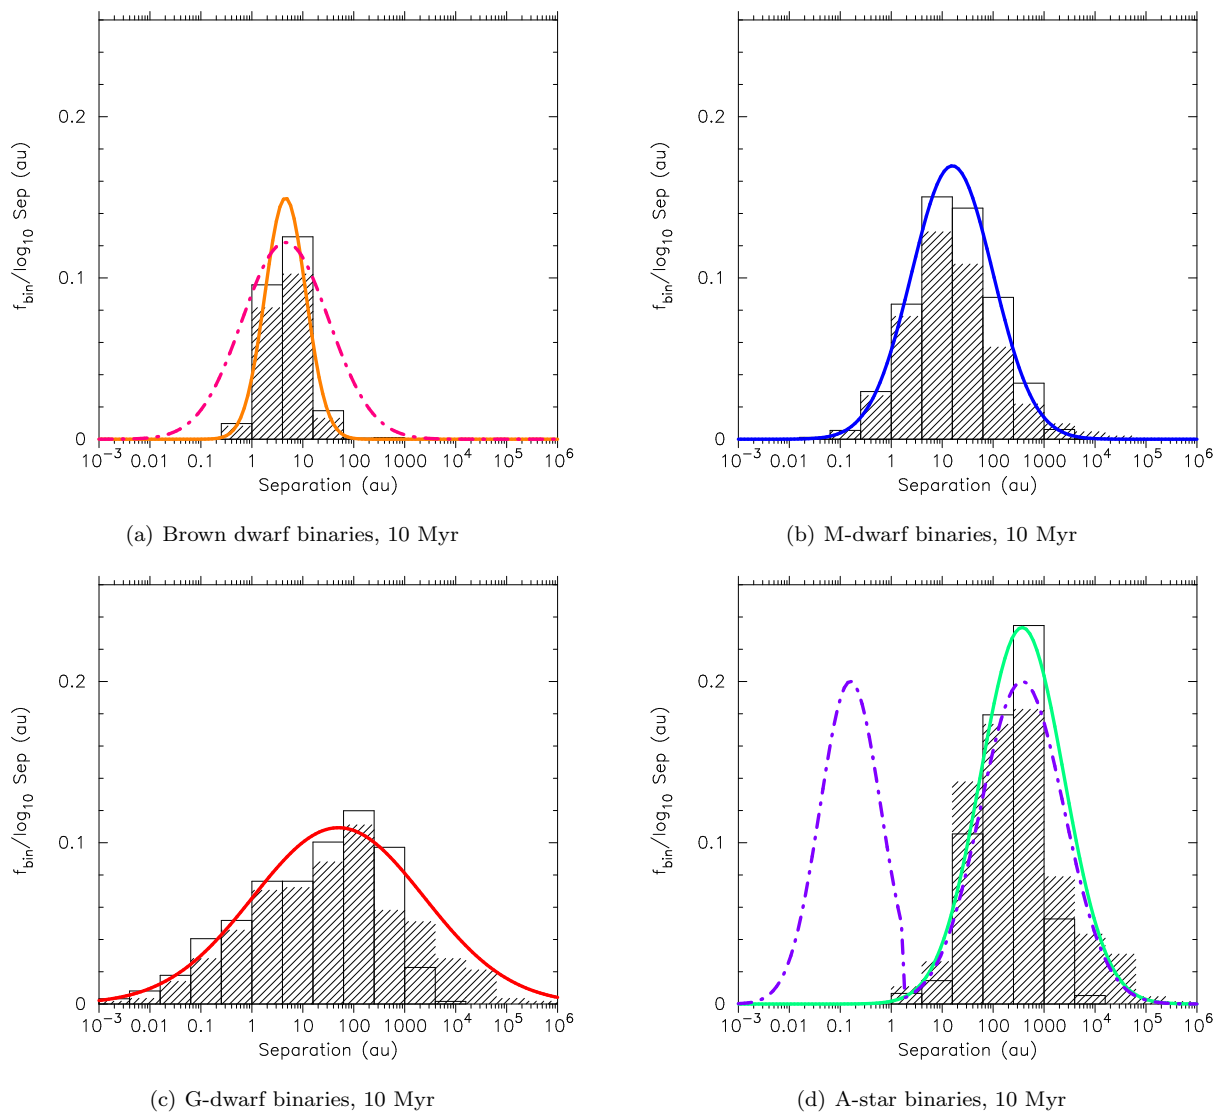 0.2
0.1
0
f_bin/log_10 Sep (au)
10^-3 0.01 0.1 1 10 100 1000 10^4 10^5 10^6
Separation (au)
(a) Brown dwarf binaries, 10 Myr
0.2
0.1
0
f_bin/log_10 Sep (au)
10^-3 0.01 0.1 1 10 100 1000 10^4 10^5 10^6
Separation (au)
(b) M-dwarf binaries, 10 Myr
0.2
0.1
0
f_bin/log_10 Sep (au)
10^-3 0.01 0.1 1 10 100 1000 10^4 10^5 10^6
Separation (au)
(c) G-dwarf binaries, 10 Myr
0.2
0.1
0
f_bin/log_10 Sep (au)
10^-3 0.01 0.1 1 10 100 1000 10^4 10^5 10^6
Separation (au)
(d) A-star binaries, 10 Myr